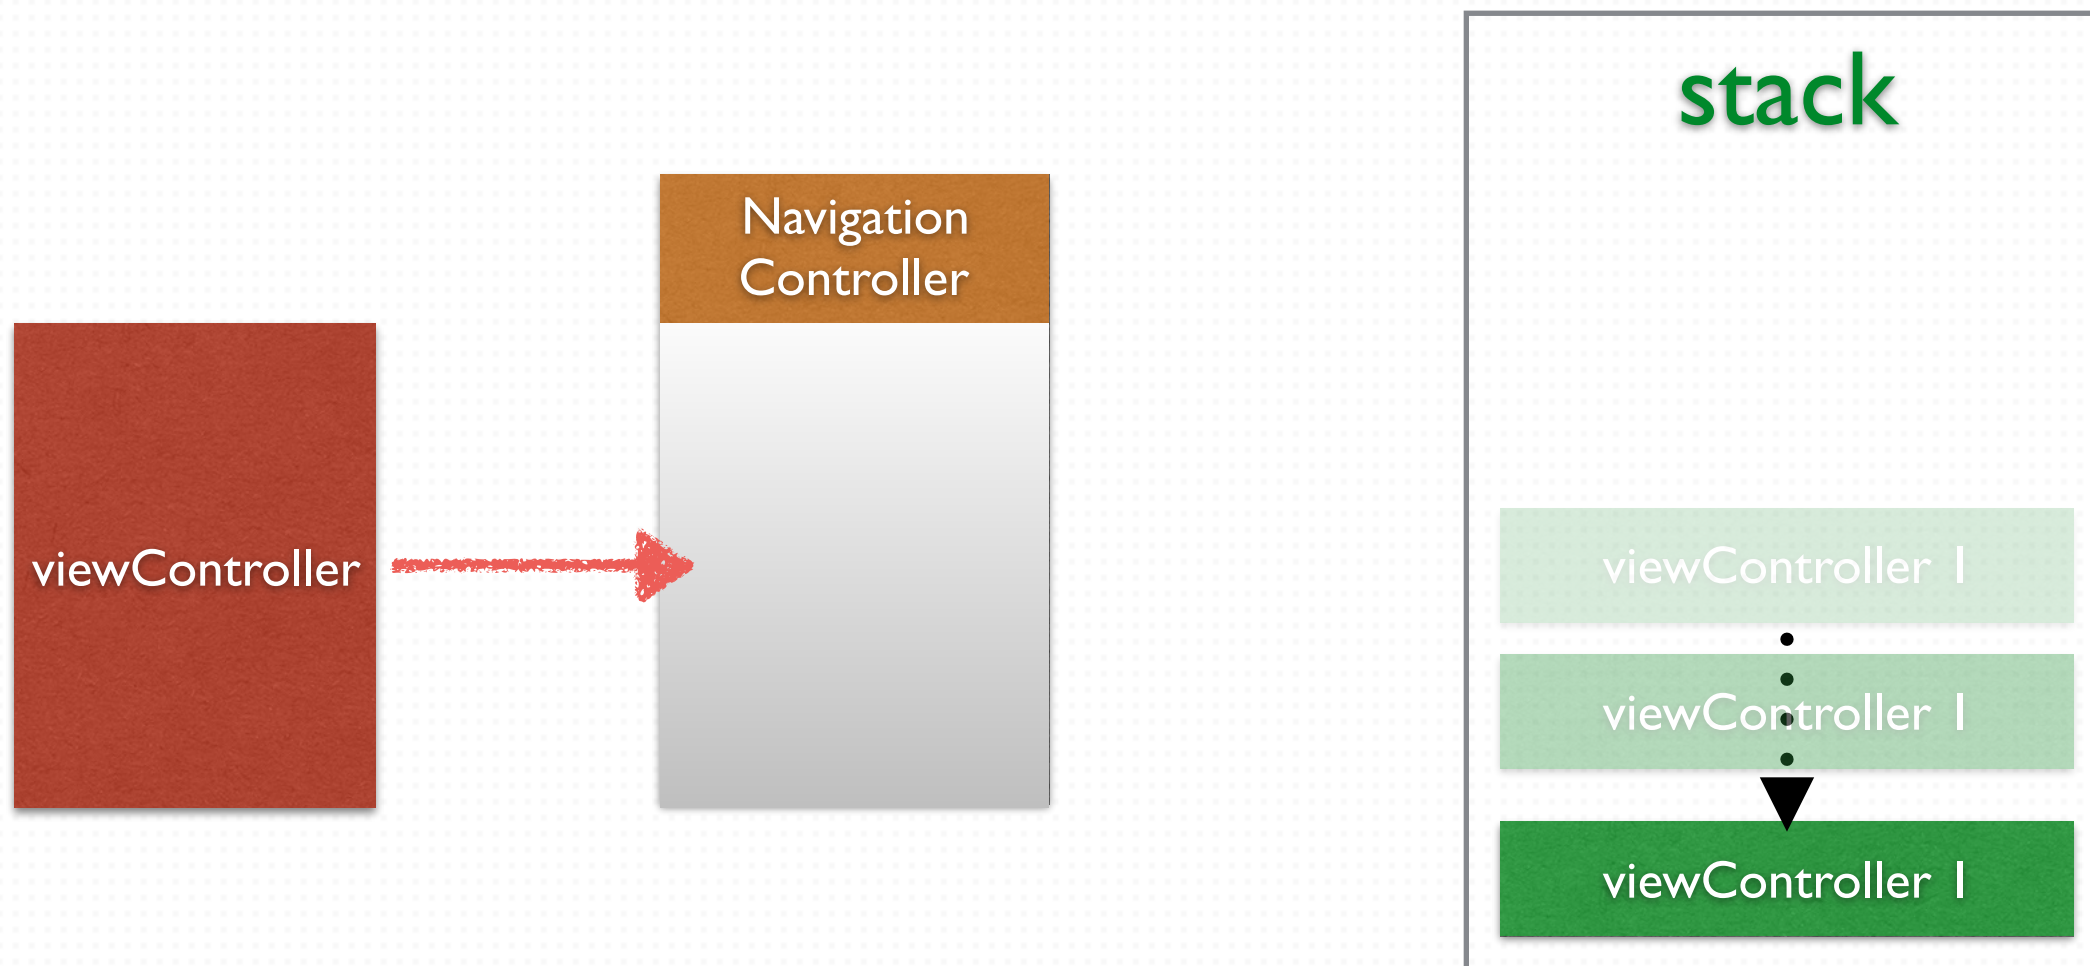 stack
Navigation
Controller
viewController
viewController 1
viewController 1
viewController 1